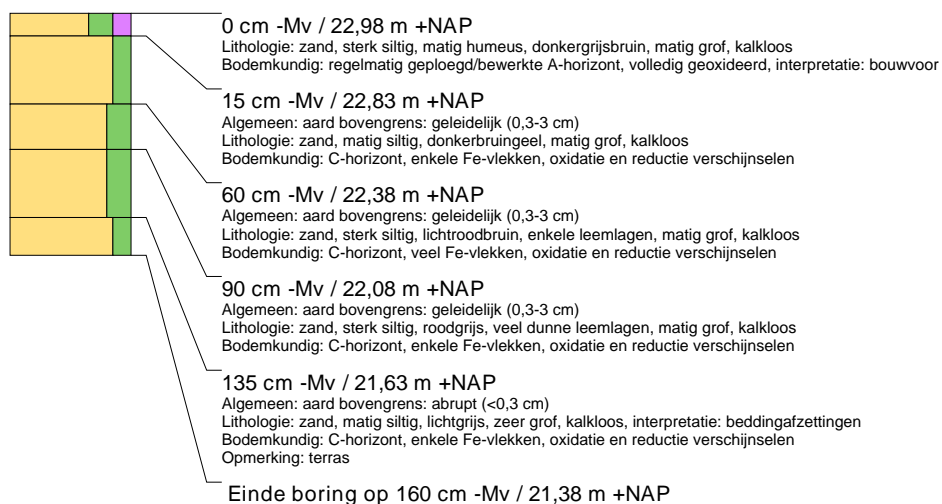 0 cm -Mv / 22,98 m +NAP
Lithologie: zand, sterk siltig, matig humeus, donkergrijsbruin, matig grof, kalkloos
Bodemkundig: regelmatig geploegd/bewerkte A-horizont, volledig geoxideerd, interpretatie: bouwvoor
15 cm -Mv / 22,83 m +NAP
Algemeen: aard bovengrens: geleidelijk (0,3-3 cm)
Lithologie: zand, matig siltig, donkerbruingeel, matig grof, kalkloos
Bodemkundig: C-horizont, enkele Fe-vlekken, oxidatie en reductie verschijnselen
60 cm -Mv / 22,38 m +NAP
Algemeen: aard bovengrens: geleidelijk (0,3-3 cm)
Lithologie: zand, sterk siltig, lichtroodbruin, enkele leemlagen, matig grof, kalkloos
Bodemkundig: C-horizont, veel Fe-vlekken, oxidatie en reductie verschijnselen
90 cm -Mv / 22,08 m +NAP
Algemeen: aard bovengrens: geleidelijk (0,3-3 cm)
Lithologie: zand, sterk siltig, roodgrijs, veel dunne leemlagen, matig grof, kalkloos
Bodemkundig: C-horizont, enkele Fe-vlekken, oxidatie en reductie verschijnselen
135 cm -Mv / 21,63 m +NAP
Algemeen: aard bovengrens: abrupt (<0,3 cm)
Lithologie: zand, matig siltig, lichtgrijs, zeer grof, kalkloos, interpretatie: beddingafzettingen
Bodemkundig: C-horizont, enkele Fe-vlekken, oxidatie en reductie verschijnselen
Opmerking: terras
Einde boring op 160 cm -Mv / 21,38 m +NAP